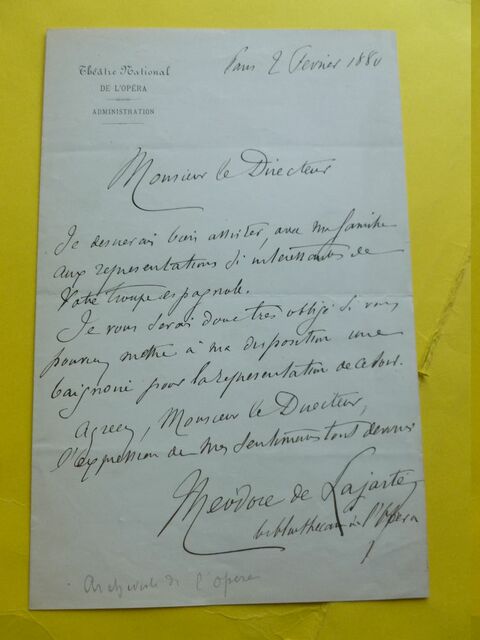 Théâtre National
DE L'OPÉRA
ADMINISTRATION
Paris 2 Février 1880
Monsieur le Directeur
Je désirerais bien assister, avec ma famille
aux représentations si intéressantes de
votre troupe espagnole.
Je vous serais donc très obligé si vous
pouviez mettre à ma disposition une
baignoire pour la représentation de ce soir.
Agréez, Monsieur le Directeur,
l'expression de mes sentiments tout dévoués
Théodore de Lajarte
bibliothécaire à l'Opéra
Archiviste de l'opéra